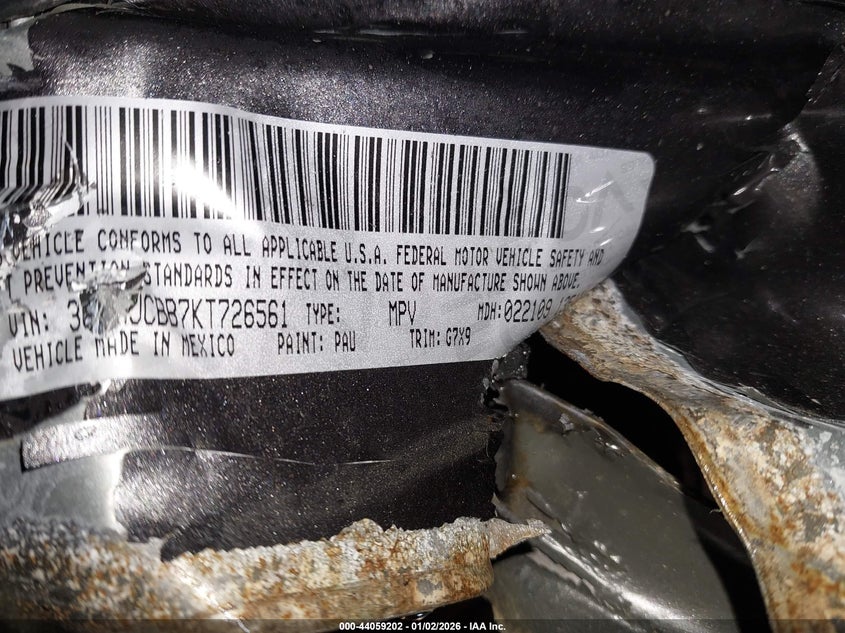 VEHICLE CONFORMS TO ALL APPLICABLE U.S.A. FEDERAL MOTOR VEHICLE SAFETY AND
T PREVENTION STANDARDS IN EFFECT ON THE DATE OF MANUFACTURE SHOWN ABOVE.
VIN: TYPE: MPV MDH: 022109
VEHICLE MADE IN MEXICO PAINT: PAU TRIM: G7X9
000-44059202 - 01/02/2026 - IAA Inc.